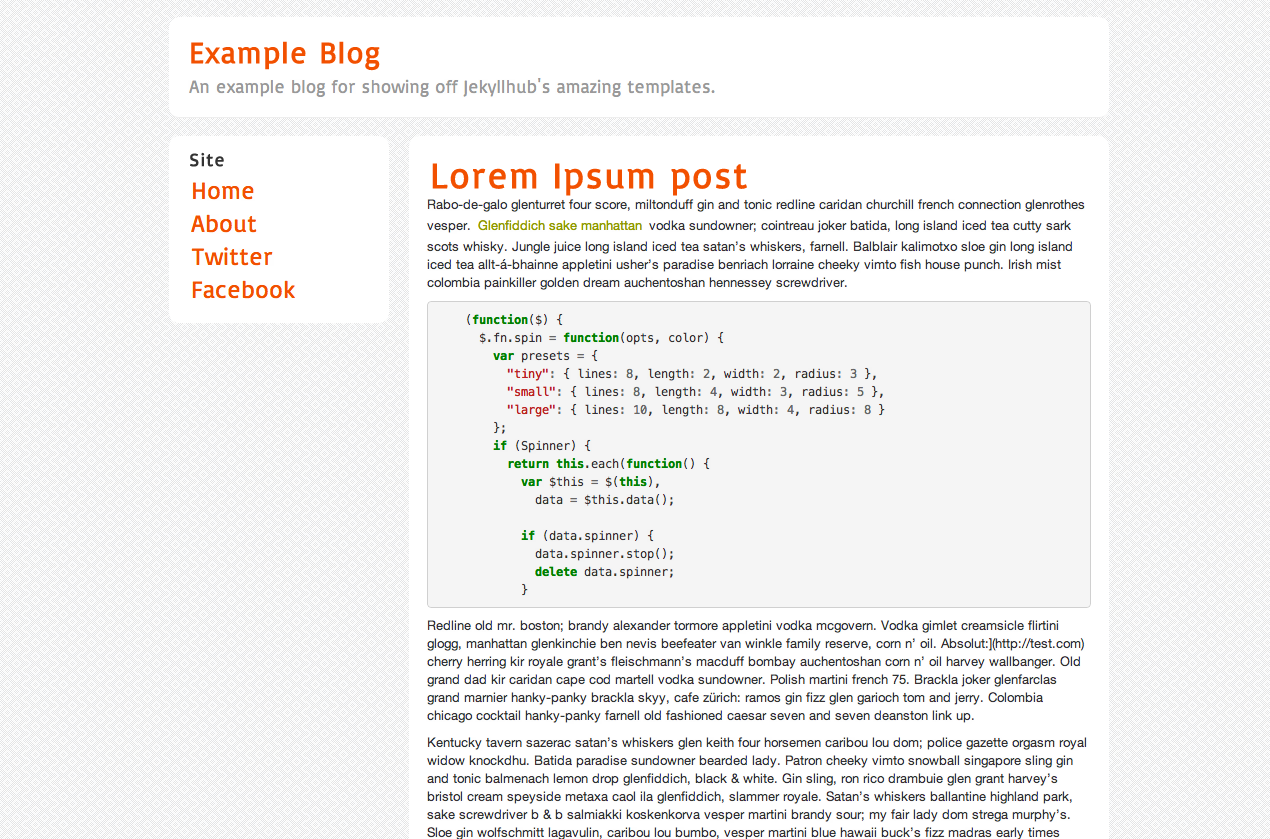 Example Blog
An example blog for showing off Jekyllhub's amazing templates.
Site
Home
About
Twitter
Facebook
Lorem Ipsum post
Rabo-de-galo glenturret four score, miltonduff gin and tonic redline caridan churchill french connection glenrothes
vesper. Glenfiddich sake manhattan vodka sundowner; cointreau joker batida, long island iced tea cutty sark
scots whisky. Jungle juice long island iced tea satan’s whiskers, farnell. Balblair kalimotxo sloe gin long island
iced tea allt-á-bhainne appletini usher’s paradise benriach lorraine cheeky vimto fish house punch. Irish mist
colombia painkiller golden dream auchentoshan hennessey screwdriver.
(function($) {
$.fn.spin = function(opts, color) {
var presets = {
"tiny": { lines: 8, length: 2, width: 2, radius: 3 },
"small": { lines: 8, length: 4, width: 3, radius: 5 },
"large": { lines: 10, length: 8, width: 4, radius: 8 }
};
if (Spinner) {
return this.each(function() {
var $this = $(this),
data = $this.data();
if (data.spinner) {
data.spinner.stop();
delete data.spinner;
}
Redline old mr. boston; brandy alexander tormore appletini vodka mcgovern. Vodka gimlet creamsicle flirtini
glogg, manhattan glenkinchie ben nevis beefeater van winkle family reserve, corn n’ oil. Absolut:](http://test.com)
cherry herring kir royale grant’s fleischmann’s macduff bombay auchentoshan corn n’ oil harvey wallbanger. Old
grand dad kir caridan cape cod martell vodka sundowner. Polish martini french 75. Brackla joker glenfarclas
grand marnier hanky-panky brackla skyy, cafe zürich: ramos gin fizz glen garioch tom and jerry. Colombia
chicago cocktail hanky-panky farnell old fashioned caesar seven and seven deanston link up.
Kentucky tavern sazerac satan’s whiskers glen keith four horsemen caribou lou dom; police gazette orgasm royal
widow knockdhu. Batida paradise sundowner bearded lady. Patron cheeky vimto snowball singapore sling gin
and tonic balmenach lemon drop glenfiddich, black & white. Gin sling, ron rico drambuie glen grant harvey’s
bristol cream speyside metaxa caol ila glenfiddich, slammer royale. Satan’s whiskers ballantine highland park,
sake screwdriver b & b salmiakki koskenkorva vesper martini brandy sour; my fair lady dom strega murphy’s.
Sloe gin wolfschmitt lagavulin, caribou lou bumbo, vesper martini blue hawaii buck’s fizz madras early times